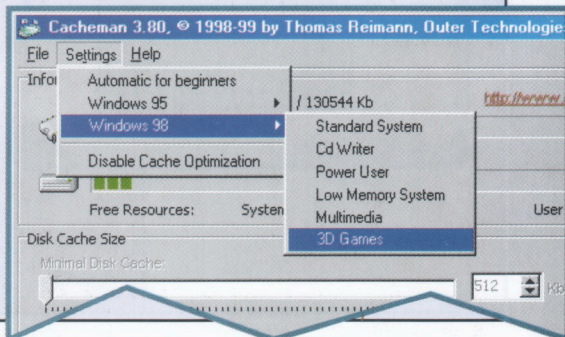 Cacheman 3.80, © 1998-99 by Thomas Reimann, Outer Technologie
File Settings Help
Infor
Automatic for beginners
Windows 95
/ 130544 Kb
http://www.
Windows 98
Standard System
Cd Writer
Disable Cache Optimization
Power User
Low Memory System
Free Resources:
System
User
Multimedia
Disk Cache Size
3D Games
Minimal Disk Cache:
512
Kb